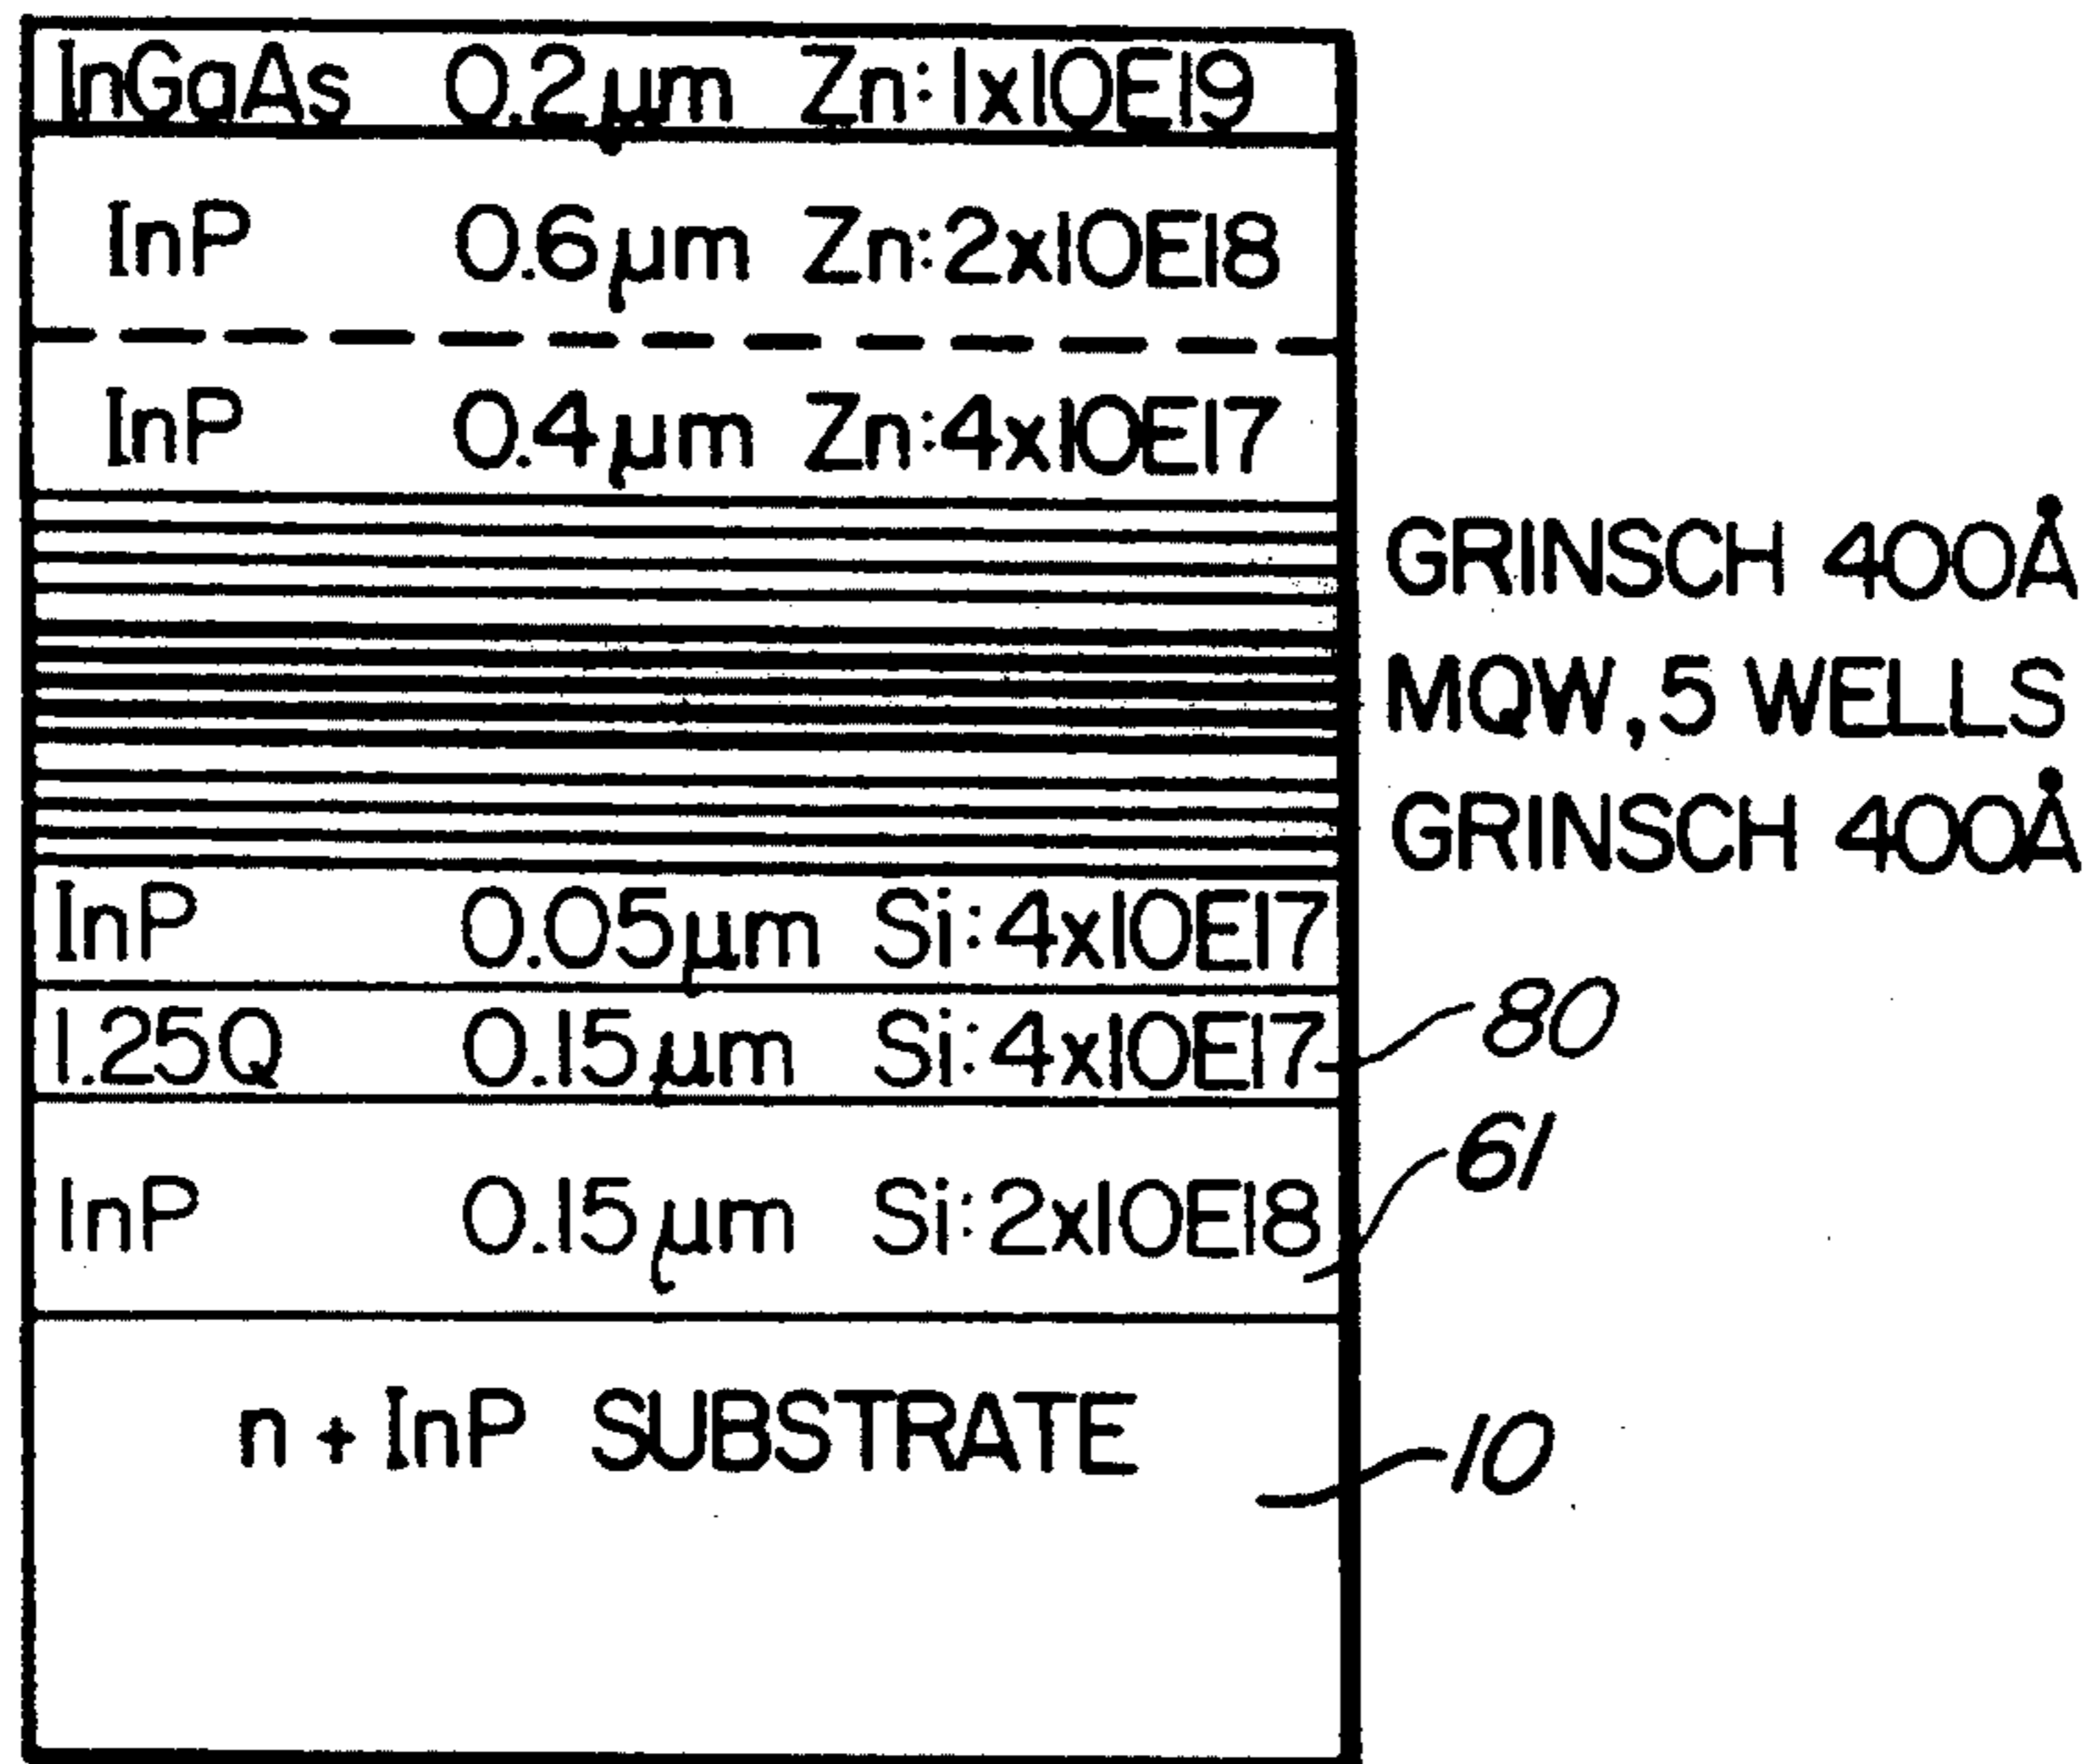 InGaAs 0.2µm Zn:1x10E19
InP 0.6µm Zn:2x10E18
InP 0.4µm Zn:4x10E17
GRINSCH 400Å
MQW, 5 WELLS
GRINSCH 400Å
InP 0.05µm Si:4x10E17
1.25Q 0.15µm Si:4x10E17
80
61
InP 0.15µm Si:2x10E18
n+InP SUBSTRATE
10